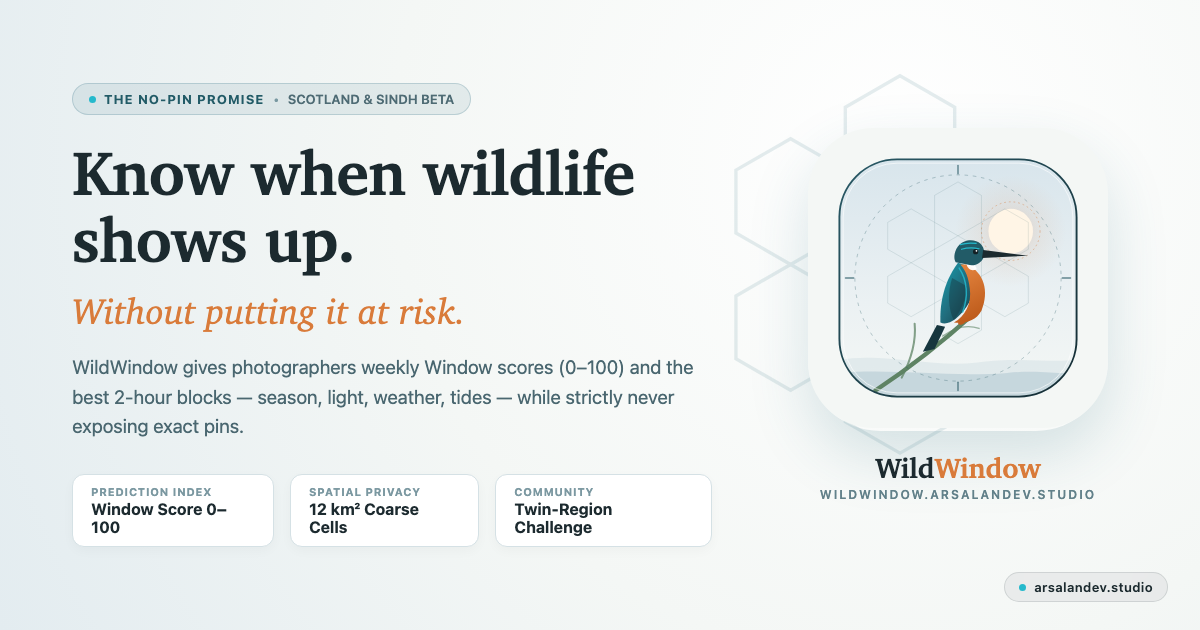 THE NO-PIN PROMISE • SCOTLAND & SINDH BETA
Know when wildlife
shows up.
Without putting it at risk.
WildWindow gives photographers weekly Window scores (0–100) and the
best 2-hour blocks — season, light, weather, tides — while strictly never
exposing exact pins.
PREDICTION INDEX
Window Score 0–
100
SPATIAL PRIVACY
12 km² Coarse
Cells
COMMUNITY
Twin-Region
Challenge
WildWindow
WILDWINDOW.ARSALANDEV.STUDIO
arsalandev.studio